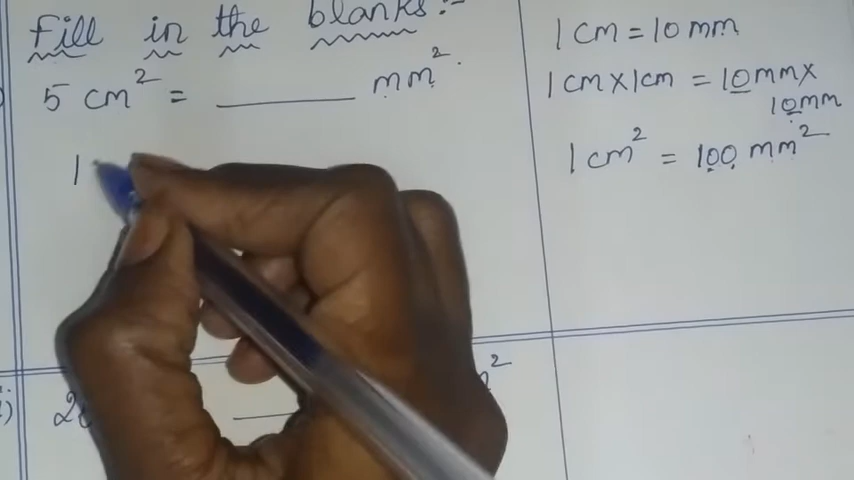 Fill in the blanks:-
5 cm² = ______ mm².
1
1 cm = 10 mm
1 cm x 1 cm = 10 mm x
10 mm
1 cm² = 100 mm²